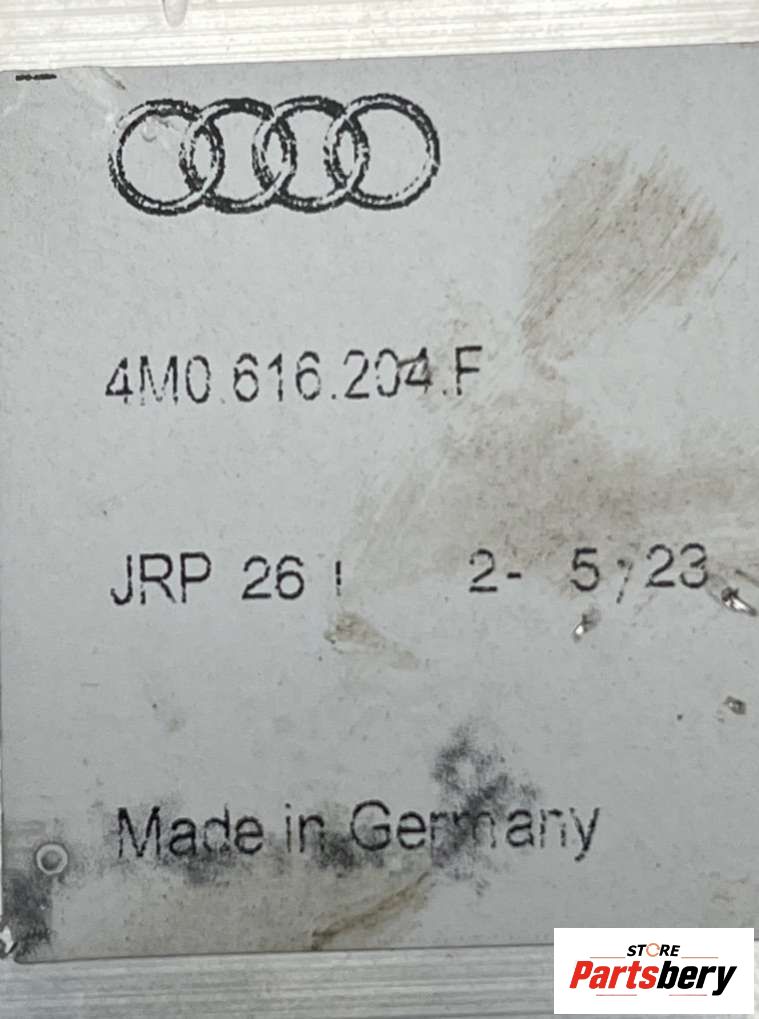 4M0.616.204.F
JRP 26 ! 2- 5;23
Made in Germany
STORE
Partsbery